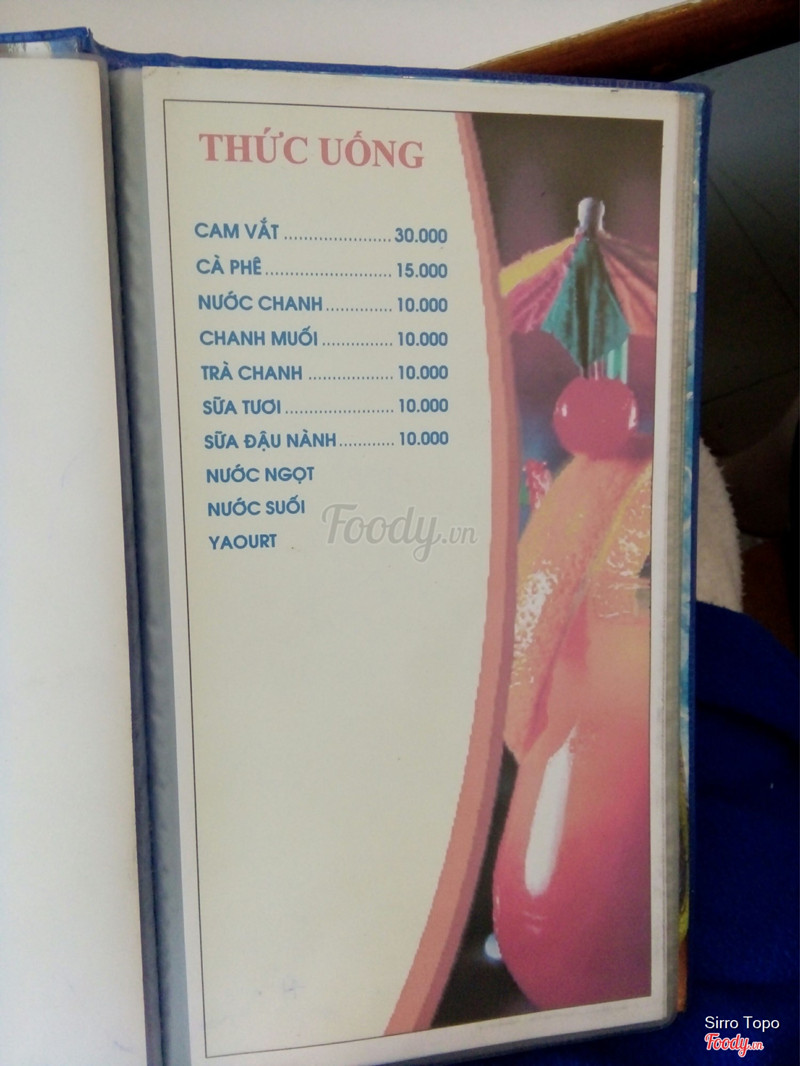 THỨC UỐNG
CAM VẮT ...................... 30.000
CÀ PHÊ .......................... 15.000
NƯỚC CHANH .............. 10.000
CHANH MUỐI ............... 10.000
TRÀ CHANH .................. 10.000
SỮA TƯƠI ...................... 10.000
SỮA ĐẬU NÀNH ............ 10.000
NƯỚC NGỌT
NƯỚC SUỐI
YAOURT
Foody.vn
Sirro Topo
Foody.vn